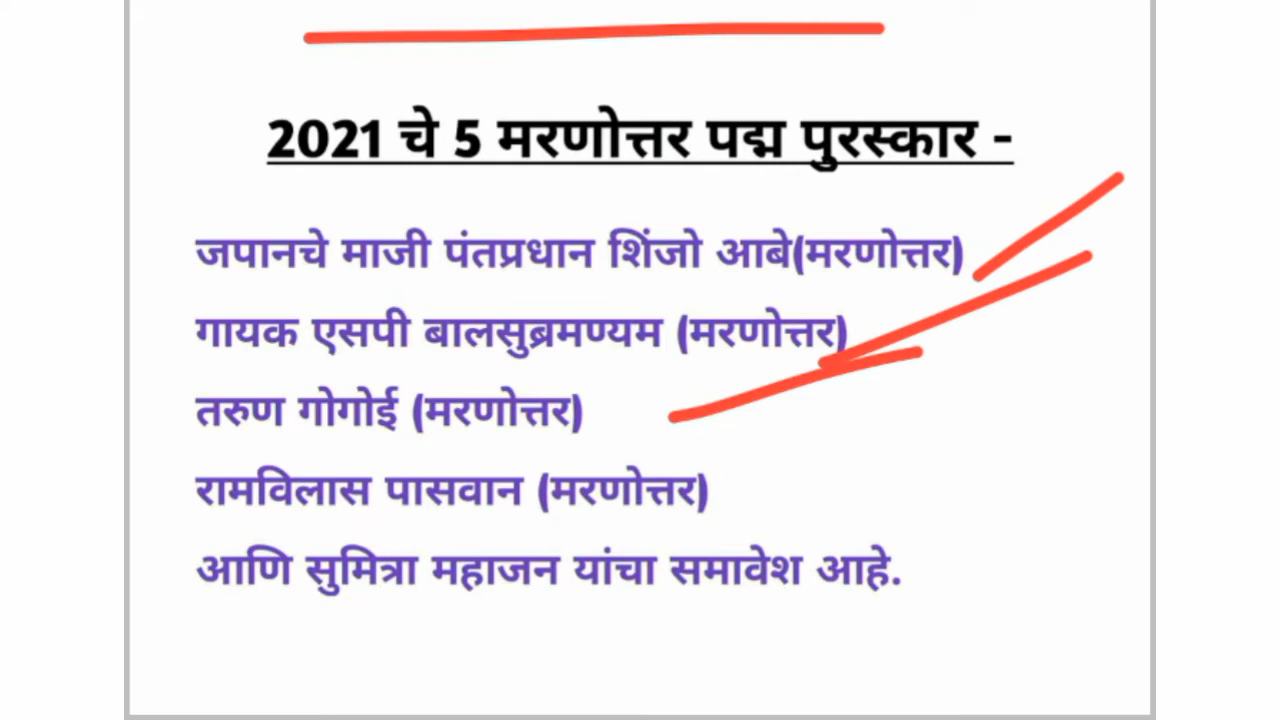 2021 चे 5 मरणोत्तर पद्म पुरस्कार -
जपानचे माजी पंतप्रधान शिंजो आबे(मरणोत्तर)
गायक एसपी बालसुब्रमण्यम (मरणोत्तर)
तरुण गोगोई (मरणोत्तर)
रामविलास पासवान (मरणोत्तर)
आणि सुमित्रा महाजन यांचा समावेश आहे.